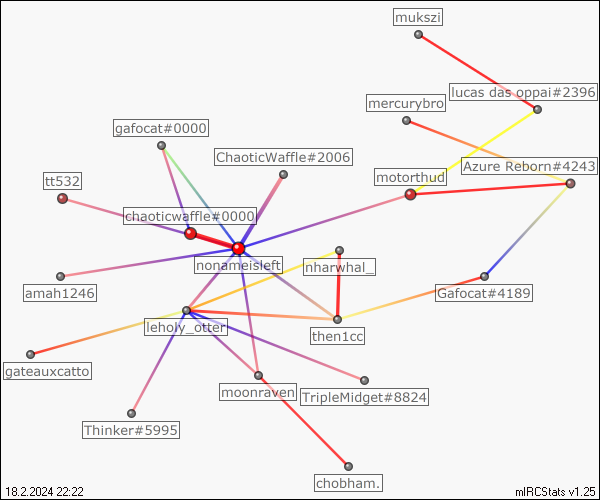 mukszi
lucas das oppai#2396
mercurybro
gafocat#0000
ChaoticWaffle#2006
Azure Reborn#4243
motorthud
tt532
chaoticwaffle#0000
nonameisleft
nharwhal_
amah1246
Gafocat#4189
leholy_otter
then1cc
gateauxcatto
moonraven
TripleMidget#8824
Thinker#5995
chobham.
18.2.2024 22:22
mIRCStats v1.25